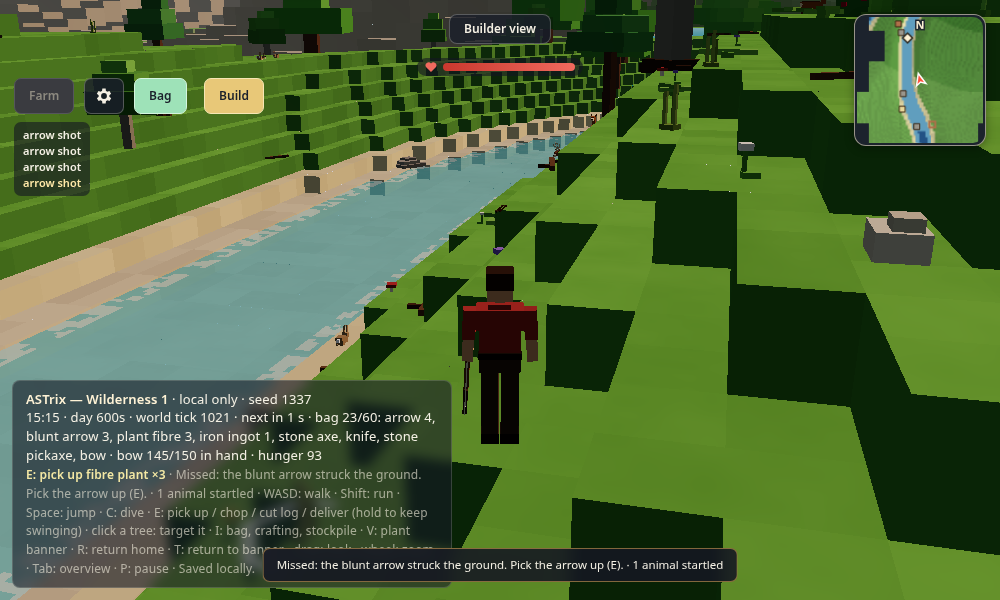 Builder view
N
Farm
Bag
Build
arrow shot
arrow shot
arrow shot
arrow shot
ASTrix — Wilderness 1 · local only · seed 1337
15:15 · day 600s · world tick 1021 · next in 1 s · bag 23/60: arrow 4,
blunt arrow 3, plant fibre 3, iron ingot 1, stone axe, knife, stone
pickaxe, bow · bow 145/150 in hand · hunger 93
E: pick up fibre plant ×3 · Missed: the blunt arrow struck the ground.
Pick the arrow up (E). · 1 animal startled · WASD: walk · Shift: run ·
Space: jump · C: dive · E: pick up / chop / cut log / deliver (hold to keep
swinging) · click a tree: target it · I: bag, crafting, stockpile · V: plant
banner · R: return home · T: return to banner · drag: look · wheel: zoom
· Tab: overview · P: pause · Saved locally.
Missed: the blunt arrow struck the ground. Pick the arrow up (E). · 1 animal startled